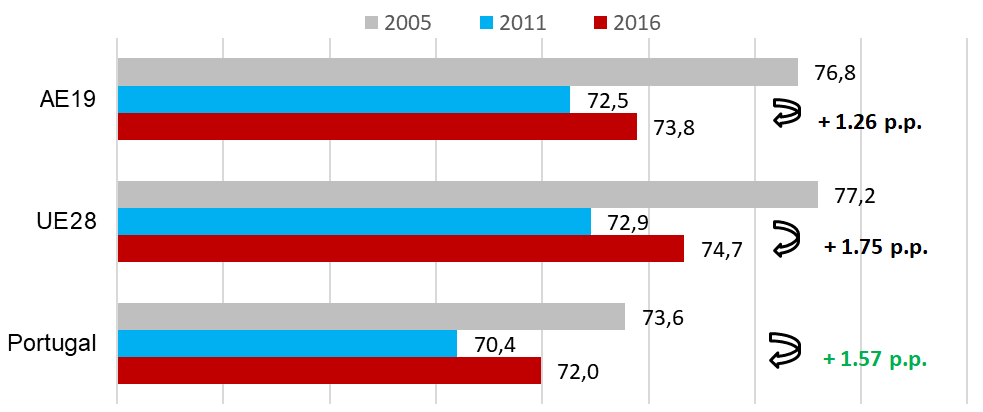 2005 2011 2016
AE19
76,8
72,5
73,8
+ 1.26 p.p.
UE28
77,2
72,9
74,7
+ 1.75 p.p.
Portugal
73,6
70,4
72,0
+ 1.57 p.p.